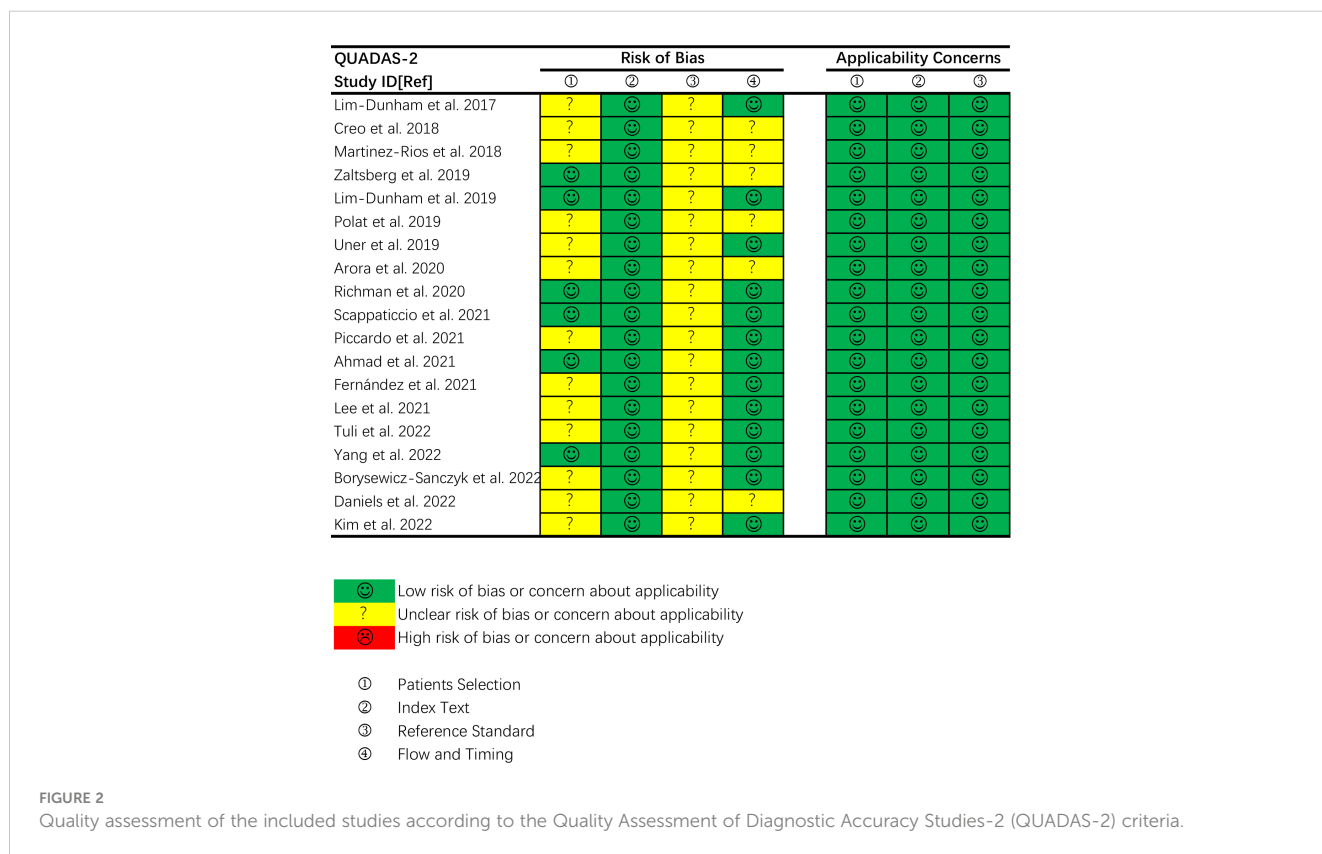 QUADAS-2 Risk of Bias Applicability Concerns
Study ID[Ref] ① ② ③ ④ ① ② ③
Lim-Dunham et al. 2017 ? ☺ ? ☺ ☺ ☺ ☺
Creo et al. 2018 ? ☺ ? ? ☺ ☺ ☺
Martinez-Rios et al. 2018 ? ☺ ? ? ☺ ☺ ☺
Zaltsberg et al. 2019 ☺ ☺ ? ? ☺ ☺ ☺
Lim-Dunham et al. 2019 ☺ ☺ ? ☺ ☺ ☺ ☺
Polat et al. 2019 ? ☺ ? ? ☺ ☺ ☺
Uner et al. 2019 ? ☺ ? ☺ ☺ ☺ ☺
Arora et al. 2020 ? ☺ ? ? ☺ ☺ ☺
Richman et al. 2020 ☺ ☺ ? ☺ ☺ ☺ ☺
Scappaticcio et al. 2021 ☺ ☺ ? ☺ ☺ ☺ ☺
Piccardo et al. 2021 ? ☺ ? ☺ ☺ ☺ ☺
Ahmad et al. 2021 ☺ ☺ ? ☺ ☺ ☺ ☺
Fernández et al. 2021 ? ☺ ? ☺ ☺ ☺ ☺
Lee et al. 2021 ? ☺ ? ☺ ☺ ☺ ☺
Tuli et al. 2022 ? ☺ ? ☺ ☺ ☺ ☺
Yang et al. 2022 ☺ ☺ ? ☺ ☺ ☺ ☺
Borysewicz-Sanczyk et al. 2022 ? ☺ ? ☺ ☺ ☺ ☺
Daniels et al. 2022 ? ☺ ? ? ☺ ☺ ☺
Kim et al. 2022 ? ☺ ? ☺ ☺ ☺ ☺
☺ Low risk of bias or concern about applicability
? Unclear risk of bias or concern about applicability
☹ High risk of bias or concern about applicability
① Patients Selection
② Index Text
③ Reference Standard
④ Flow and Timing
FIGURE 2
Quality assessment of the included studies according to the Quality Assessment of Diagnostic Accuracy Studies-2 (QUADAS-2) criteria.